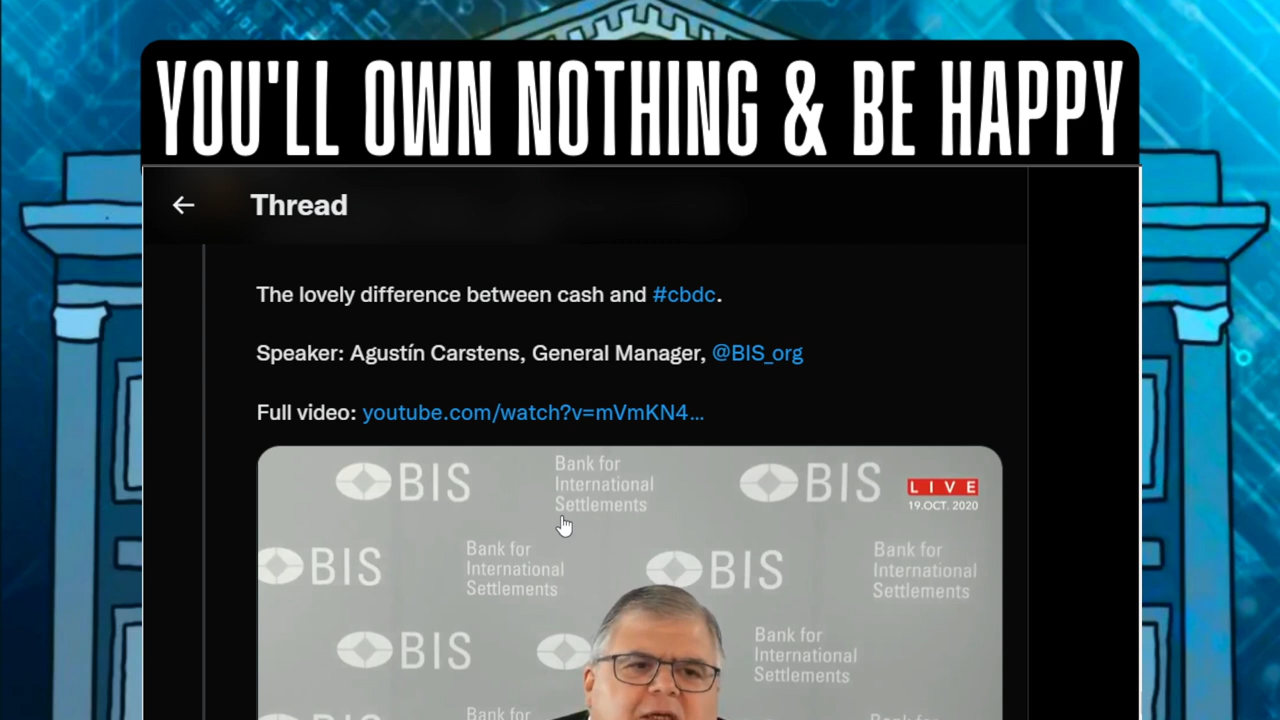 YOU'LL OWN NOTHING & BE HAPPY
Thread
The lovely difference between cash and #cbdc.
Speaker: Agustín Carstens, General Manager, @BIS_org
Full video: youtube.com/watch?v=mVmKN4...
BIS
Bank for
International
Settlements
BIS
LIVE
19.OCT. 2020
BIS
Bank for
International
Settlements
BIS
Bank for
International
Settlements
BIS
Bank for
International
Settlements
Bank for